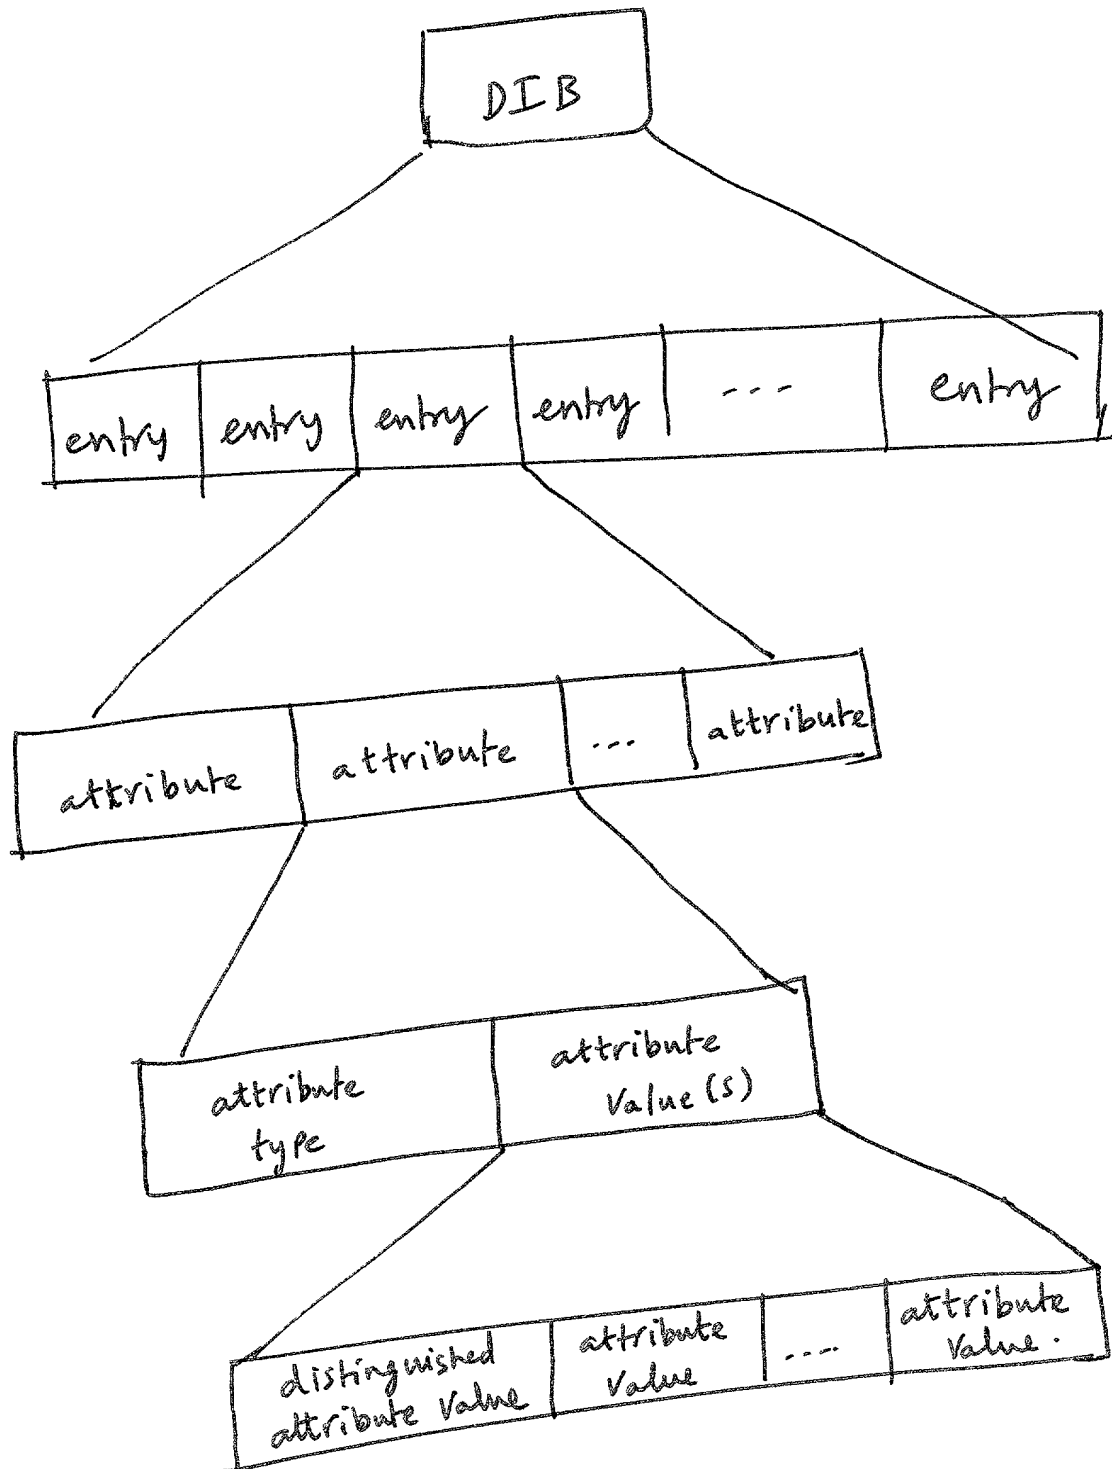 DIB
entry entry entry entry --- entry
attribute attribute ... attribute
attribute
type
attribute
value(s)
distinguished
attribute value
attribute
value
....
attribute
value.